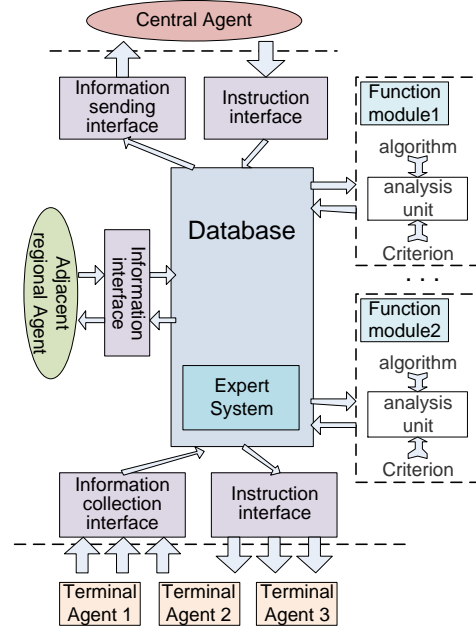 Central Agent
Information
sending
interface
Instruction
interface
Function
module1
algorithm
analysis
unit
Criterion
Database
Adjacent
regional Agent
Information
interface
. . .
Function
module2
algorithm
analysis
unit
Criterion
Expert
System
Information
collection
interface
Instruction
interface
Terminal
Agent 1
Terminal
Agent 2
Terminal
Agent 3